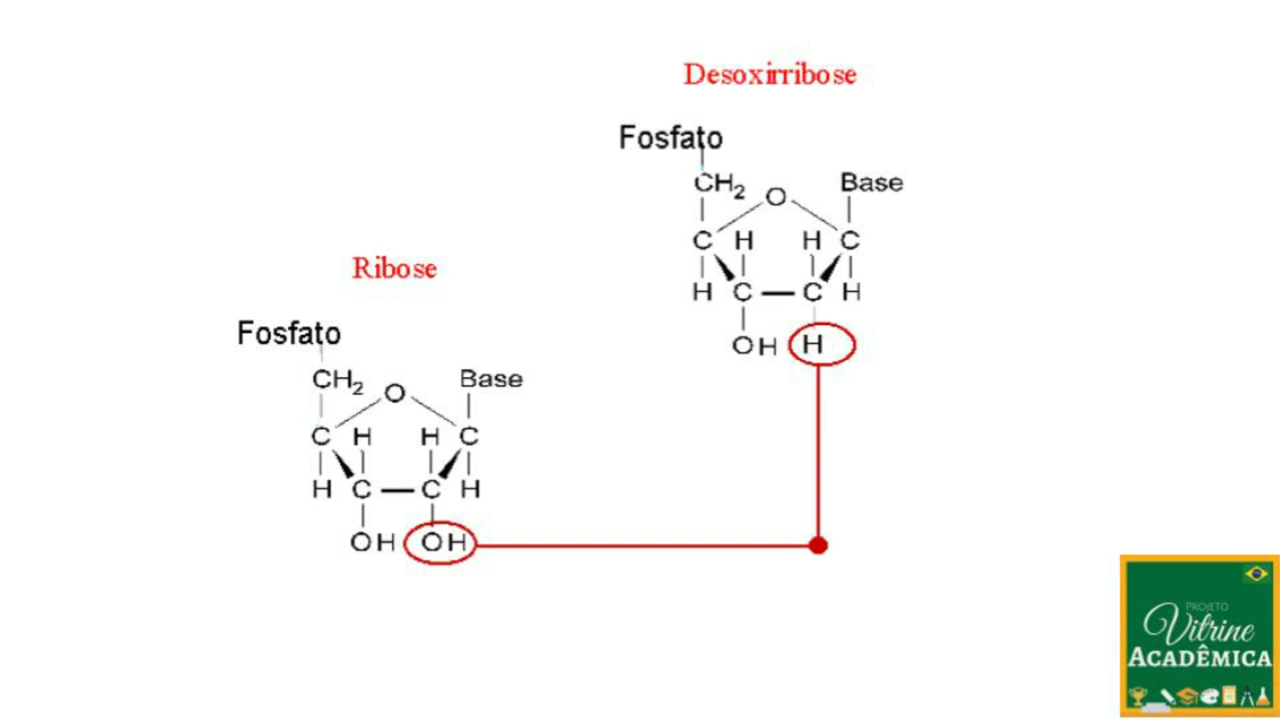 Desoxirribose
Fosfato
CH2 O Base
C H H C
H C C H
OH H
Ribose
Fosfato
CH2 O Base
C H H C
H C C H
OH OH
PROJETO
Vitrine
ACADÊMICA